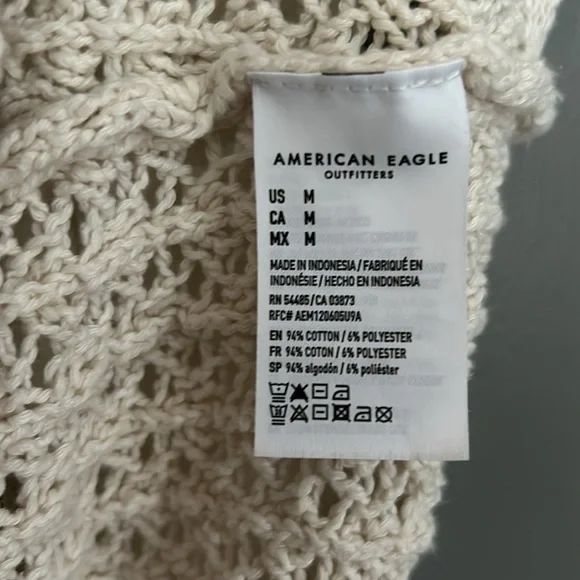 AMERICAN EAGLE
OUTFITTERS
US M
CA M
MX M
MADE IN INDONESIA / FABRIQUÉ EN
INDONÉSIE / HECHO EN INDONESIA
RN 54485 / CA 03873
RFC# AEM120605U9A
EN 94% COTTON / 6% POLYESTER
FR 94% COTON / 6% POLYESTER
SP 94% algodón / 6% poliéster